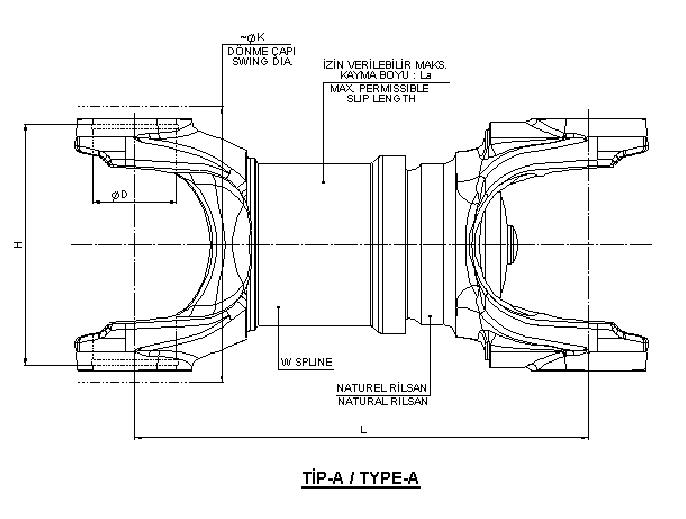 ~ØK
DÖNME ÇAPI
SWING DIA.
İZİN VERİLEBİLİR MAKS.
KAYMA BOYU : La
MAX. PERMISSIBLE
SLIP LENGTH
ØD
H
W SPLINE
NATUREL RİLSAN
NATURAL RILSAN
L
TİP-A / TYPE-A